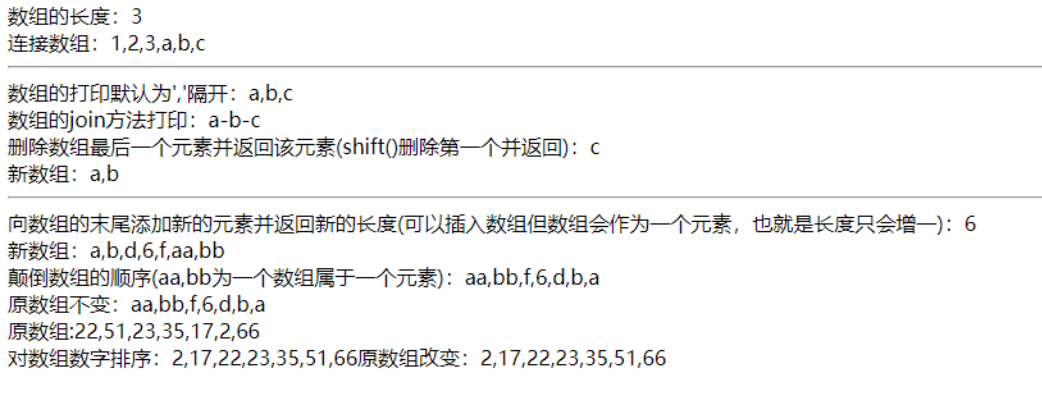 数组的长度：3
连接数组：1,2,3,a,b,c
数组的打印默认为','隔开：a,b,c
数组的join方法打印：a-b-c
删除数组最后一个元素并返回该元素(shift()删除第一个并返回)：c
新数组：a,b
向数组的末尾添加新的元素并返回新的长度(可以插入数组但数组会作为一个元素，也就是长度只会增一)：6
新数组：a,b,d,6,f,aa,bb
颠倒数组的顺序(aa,bb为一个数组属于一个元素)：aa,bb,f,6,d,b,a
原数组不变：aa,bb,f,6,d,b,a
原数组:22,51,23,35,17,2,66
对数组数字排序：2,17,22,23,35,51,66原数组改变：2,17,22,23,35,51,66